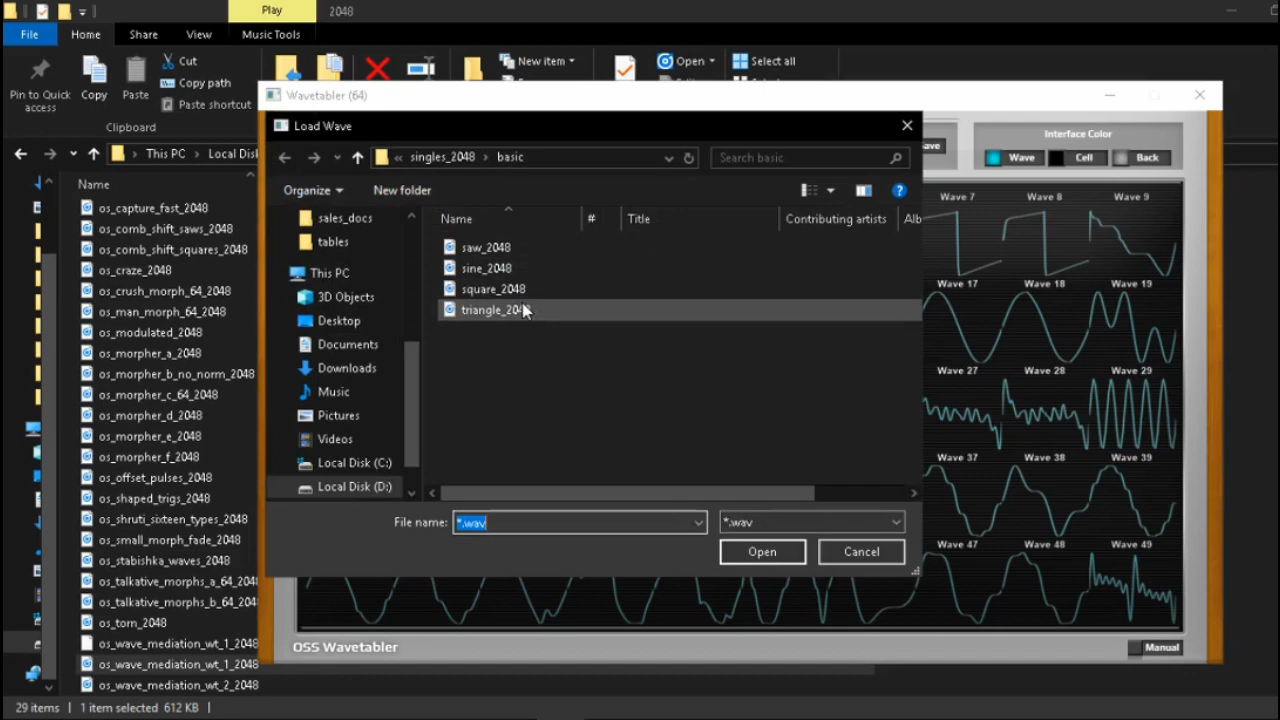 Play
2048
File
Home
Share
View
Music Tools
Pin to Quick access
Copy
Paste
Cut
Copy path
Paste shortcut
New item
Open
Select all
Clipboard
This PC
Local Disk
Name
os_capture_fast_2048
os_comb_shift_saws_2048
os_comb_shift_squares_2048
os_craze_2048
os_crush_morph_64_2048
os_man_morph_64_2048
os_modulated_2048
os_morpher_a_2048
os_morpher_b_no_norm_2048
os_morpher_c_64_2048
os_morpher_d_2048
os_morpher_e_2048
os_morpher_f_2048
os_offset_pulses_2048
os_shaped_trigs_2048
os_shruti_sixteen_types_2048
os_small_morph_fade_2048
os_stabishka_waves_2048
os_talkative_morphs_a_64_2048
os_talkative_morphs_b_64_2048
os_torn_2048
os_wave_mediation_wt_1_2048
os_wave_mediation_wt_1_2048
os_wave_mediation_wt_2_2048
29 items
1 item selected 612 KB
Wavetabler (64)
Load Wave
« singles_2048 › basic
Search basic
Organize
New folder
sales_docs
tables
This PC
3D Objects
Desktop
Documents
Downloads
Music
Pictures
Videos
Local Disk (C:)
Local Disk (D:)
Name
#
Title
Contributing artists
Alb
saw_2048
sine_2048
square_2048
triangle_2048
File name:
*.wav
*.wav
Open
Cancel
Interface Color
Wave
Cell
Back
Wave 7
Wave 8
Wave 9
Wave 17
Wave 18
Wave 19
Wave 27
Wave 28
Wave 29
Wave 37
Wave 38
Wave 39
Wave 47
Wave 48
Wave 49
OSS Wavetabler
Manual